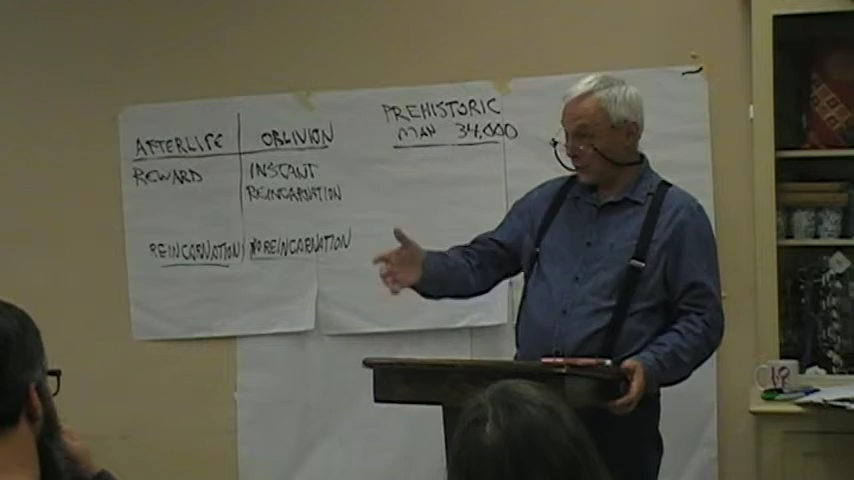 AFTERLIFE
OBLIVION
REWARD
INSTANT
REINCARNATION
REINCARNATION
NO REINCARNATION
PREHISTORIC
MAN 34,000